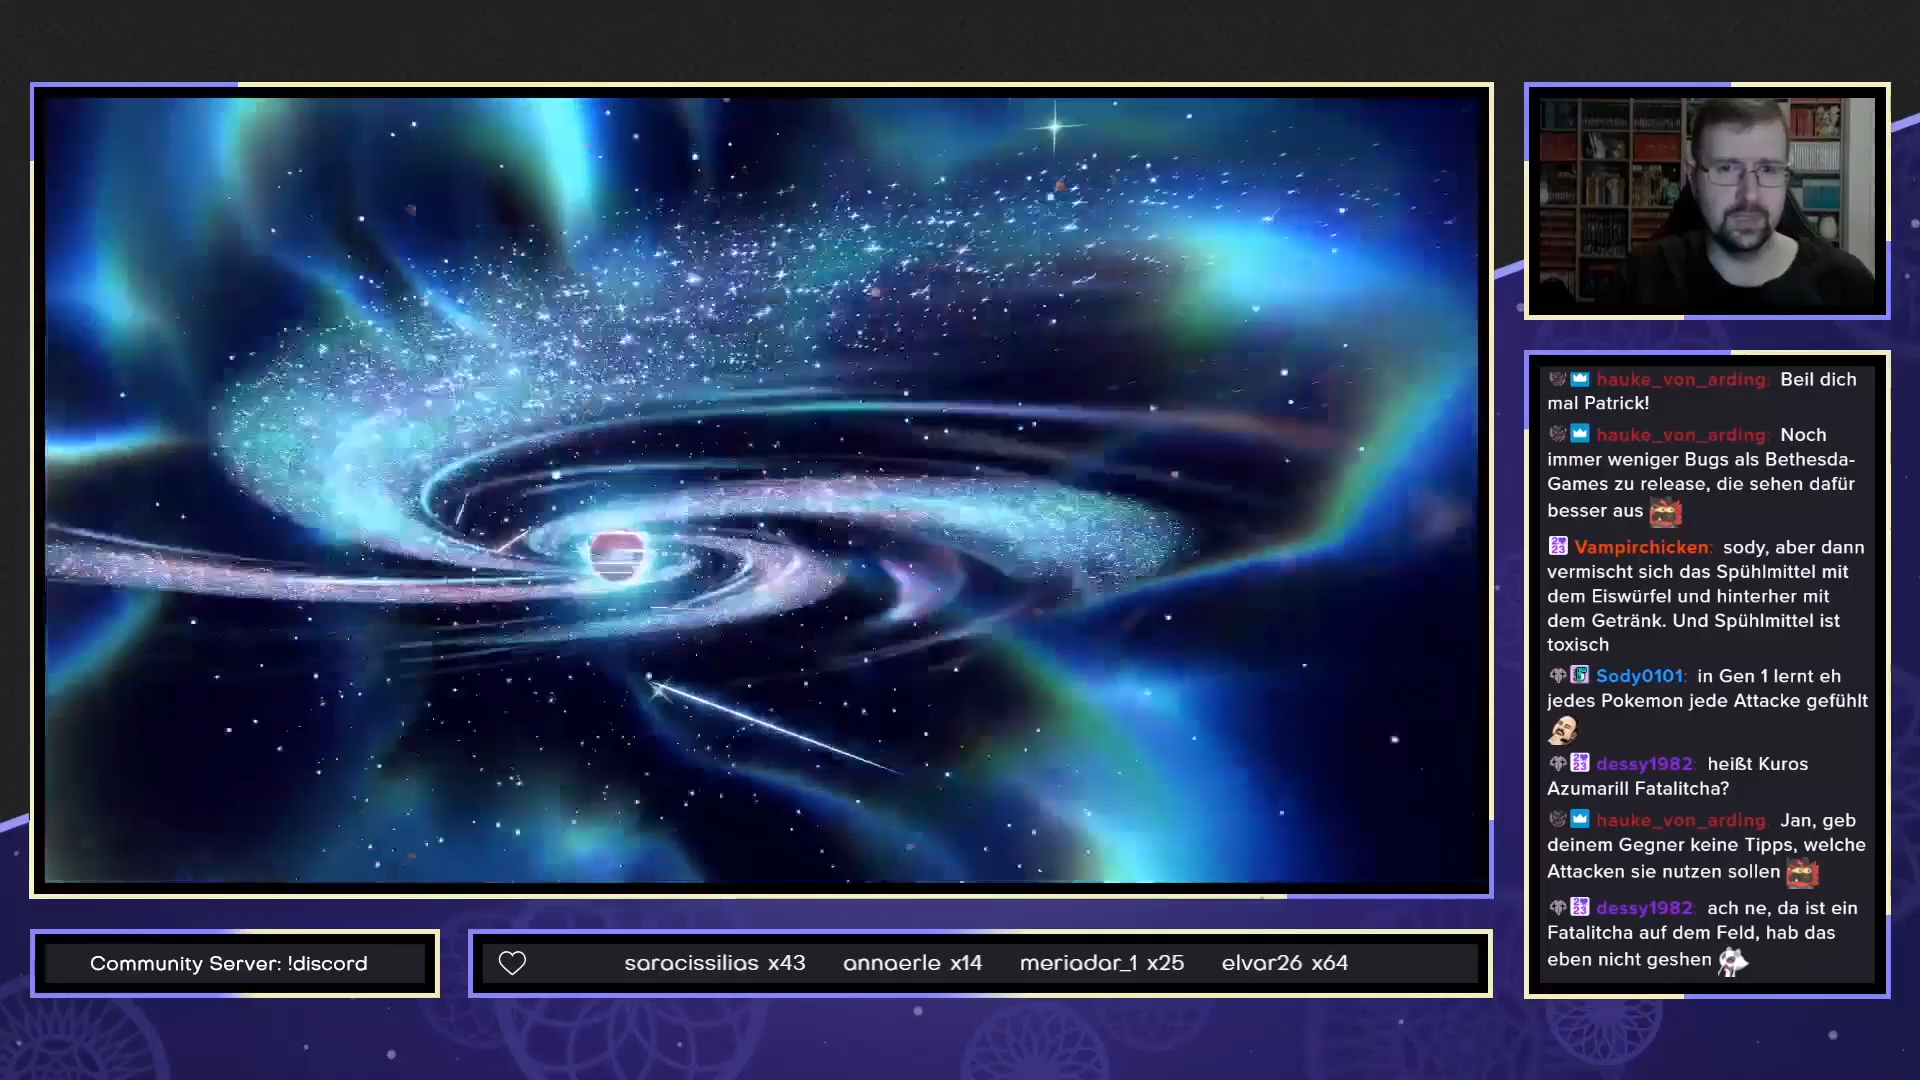 hauke_von_arding: Beil dich
mal Patrick!
hauke_von_arding: Noch
immer weniger Bugs als Bethesda-
Games zu release, die sehen dafür
besser aus
Vampirchicken: sody, aber dann
vermischt sich das Spühlmittel mit
dem Eiswürfel und hinterher mit
dem Getränk. Und Spühlmittel ist
toxisch
Sody0101: in Gen 1 lernt eh
jedes Pokemon jede Attacke gefühlt
dessy1982: heißt Kuros
Azumarill Fatalitcha?
hauke_von_arding: Jan, geb
deinem Gegner keine Tipps, welche
Attacken sie nutzen sollen
dessy1982: ach ne, da ist ein
Fatalitcha auf dem Feld, hab das
eben nicht geshen
Community Server: !discord
saracissilias x43 annaerle x14 meriadar_1 x25 elvar26 x64